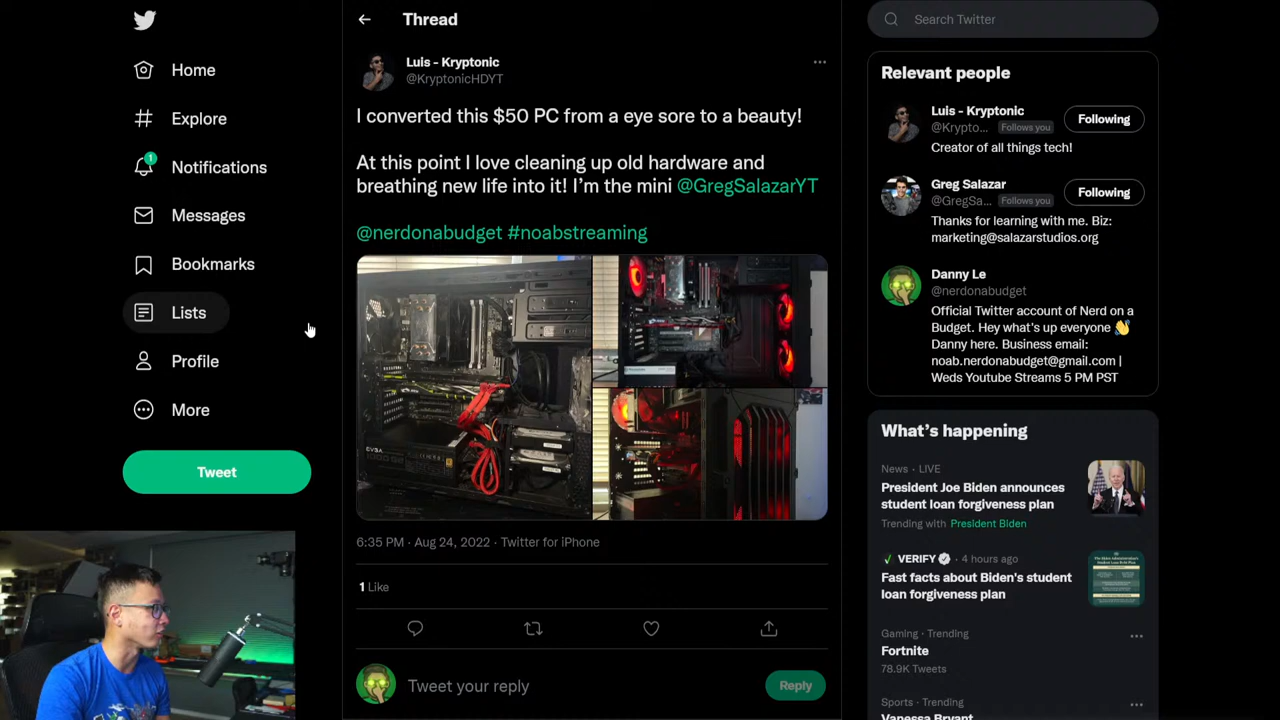 Home
Explore
1
Notifications
Messages
Bookmarks
Lists
Profile
More
Tweet
Thread
Luis - Kryptonic
@KryptonicHDYT
I converted this $50 PC from a eye sore to a beauty!
At this point I love cleaning up old hardware and
breathing new life into it! I’m the mini @GregSalazarYT
@nerdonabudget #noabstreaming
EVGA
6:35 PM · Aug 24, 2022 · Twitter for iPhone
1 Like
Tweet your reply
Reply
Search Twitter
Relevant people
Luis - Kryptonic
@Krypto... Follows you
Following
Creator of all things tech!
Greg Salazar
@GregSa... Follows you
Following
Thanks for learning with me. Biz:
marketing@salazarstudios.org
Danny Le
@nerdonabudget
Official Twitter account of Nerd on a
Budget. Hey what’s up everyone 👋
Danny here. Business email:
noab.nerdonabudget@gmail.com |
Weds Youtube Streams 5 PM PST
What’s happening
News · LIVE
President Joe Biden announces
student loan forgiveness plan
Trending with President Biden
VERIFY · 4 hours ago
Fast facts about Biden's student
loan forgiveness plan
Gaming · Trending
Fortnite
78.9K Tweets
Sports · Trending
Vanessa Bryant